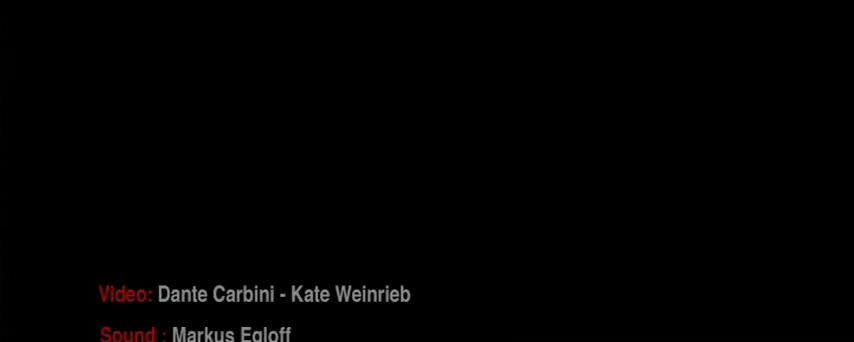 Video: Dante Carbini - Kate Weinrieb
Sound : Markus Egloff